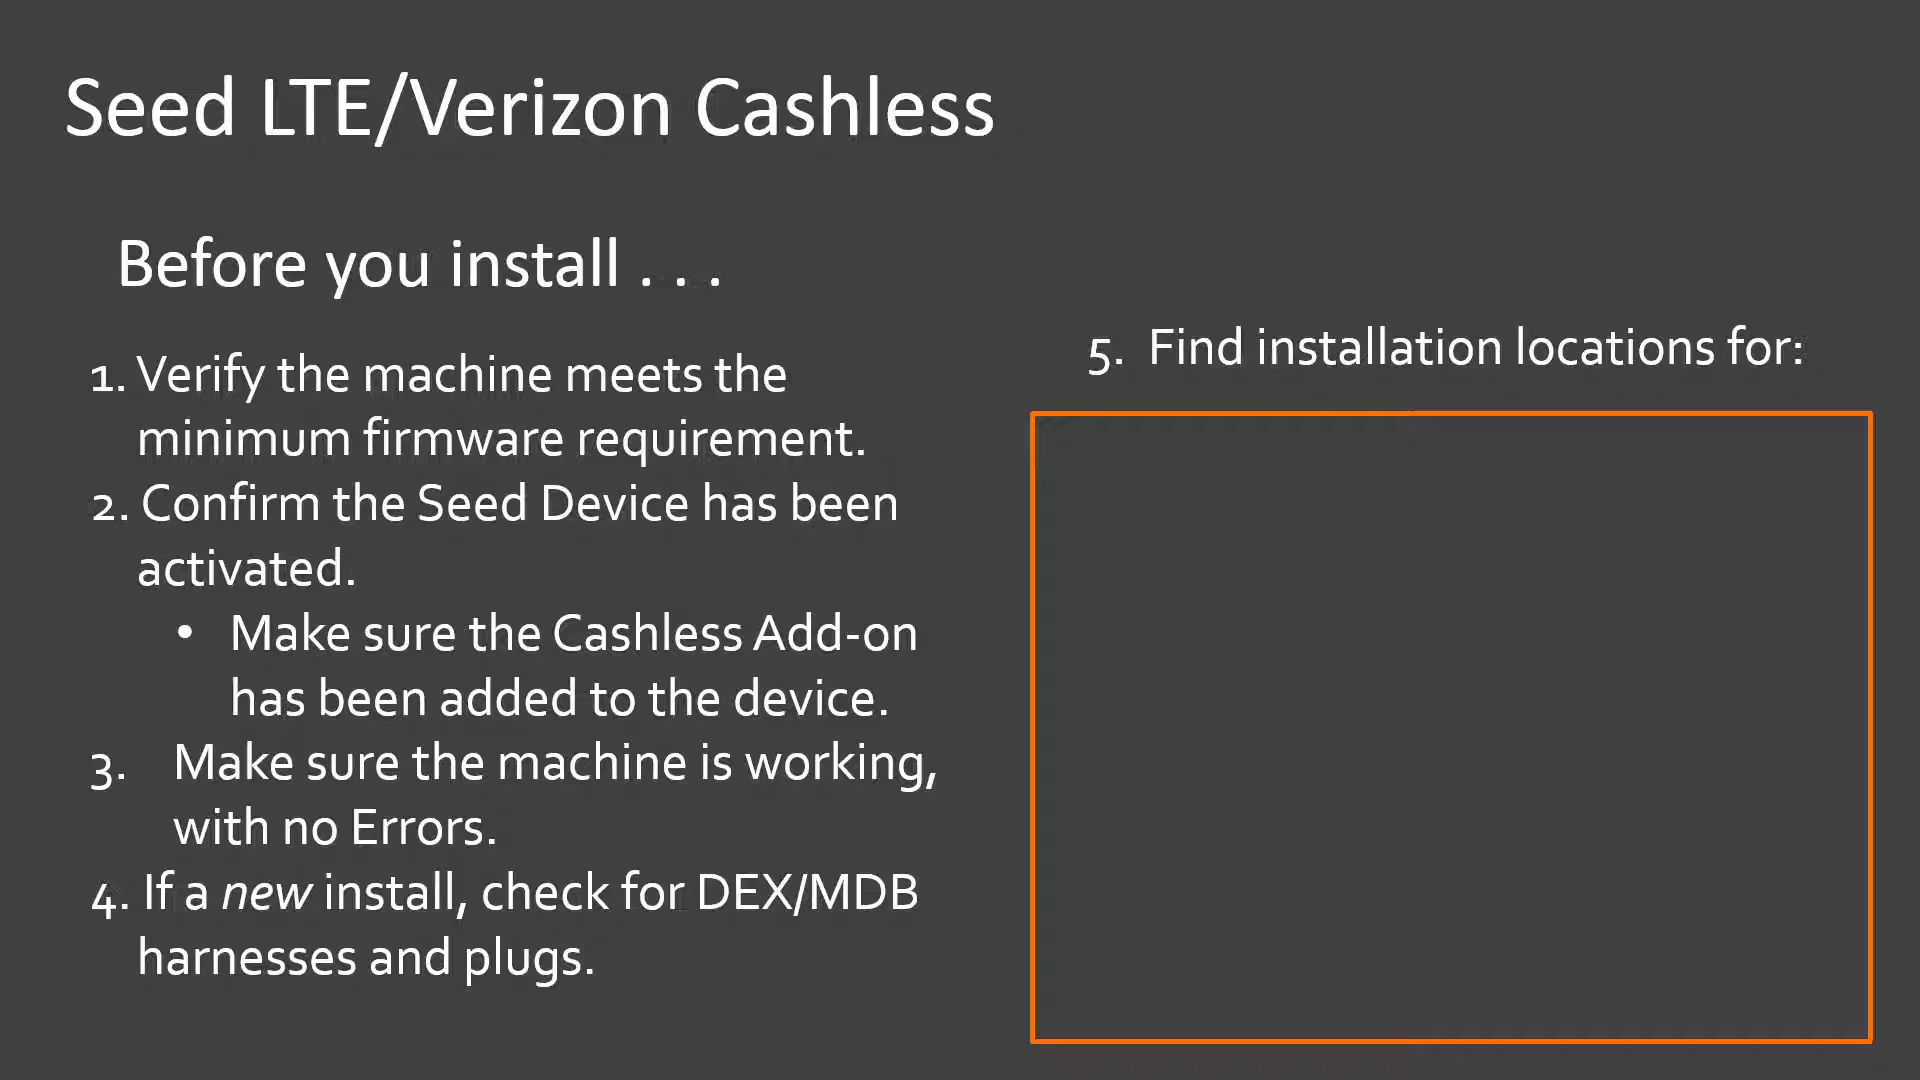 Seed LTE/Verizon Cashless
Before you install . . .
1. Verify the machine meets the
minimum firmware requirement.
2. Confirm the Seed Device has been
activated.
• Make sure the Cashless Add-on
has been added to the device.
3. Make sure the machine is working,
with no Errors.
4. If a new install, check for DEX/MDB
harnesses and plugs.
5. Find installation locations for: